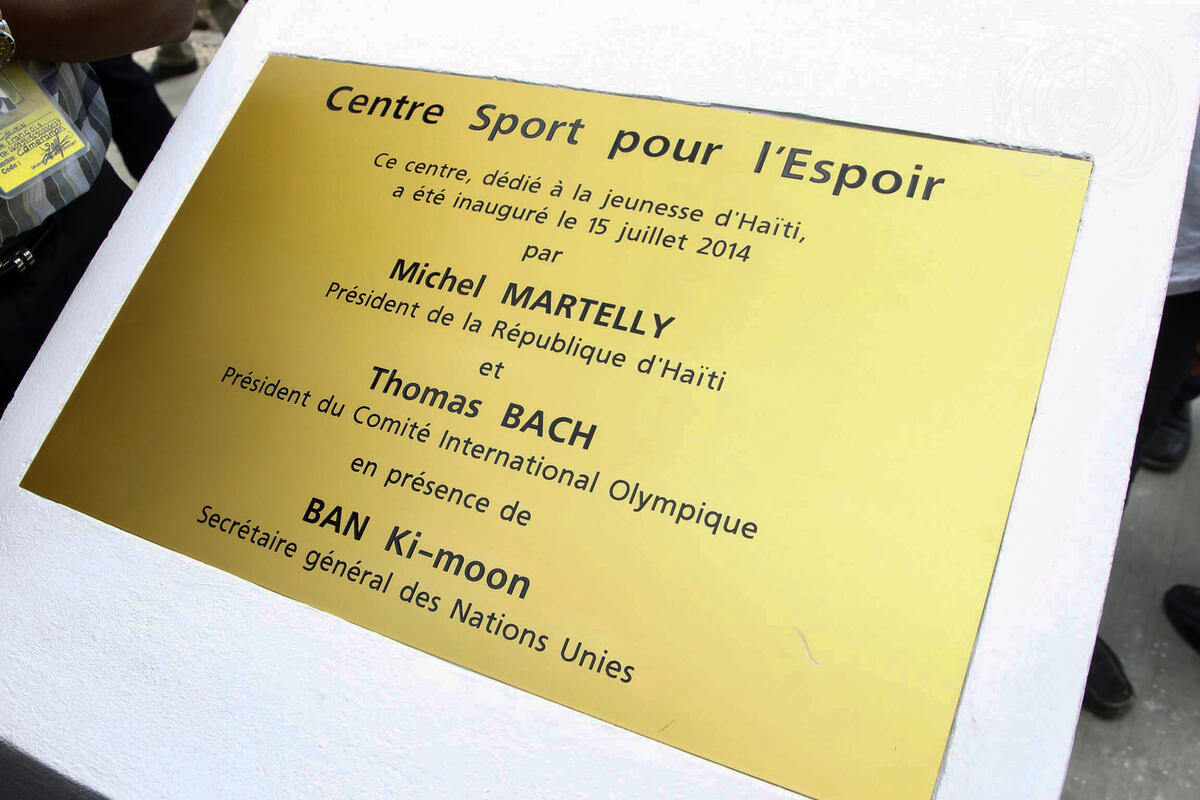 Centre Sport pour l'Espoir
Ce centre, dédié à la jeunesse d'Haïti,
a été inauguré le 15 juillet 2014
par
Michel MARTELLY
Président de la République d'Haïti
et
Thomas BACH
Président du Comité International Olympique
en présence de
BAN Ki-moon
Secrétaire général des Nations Unies
Cameraman
Code :